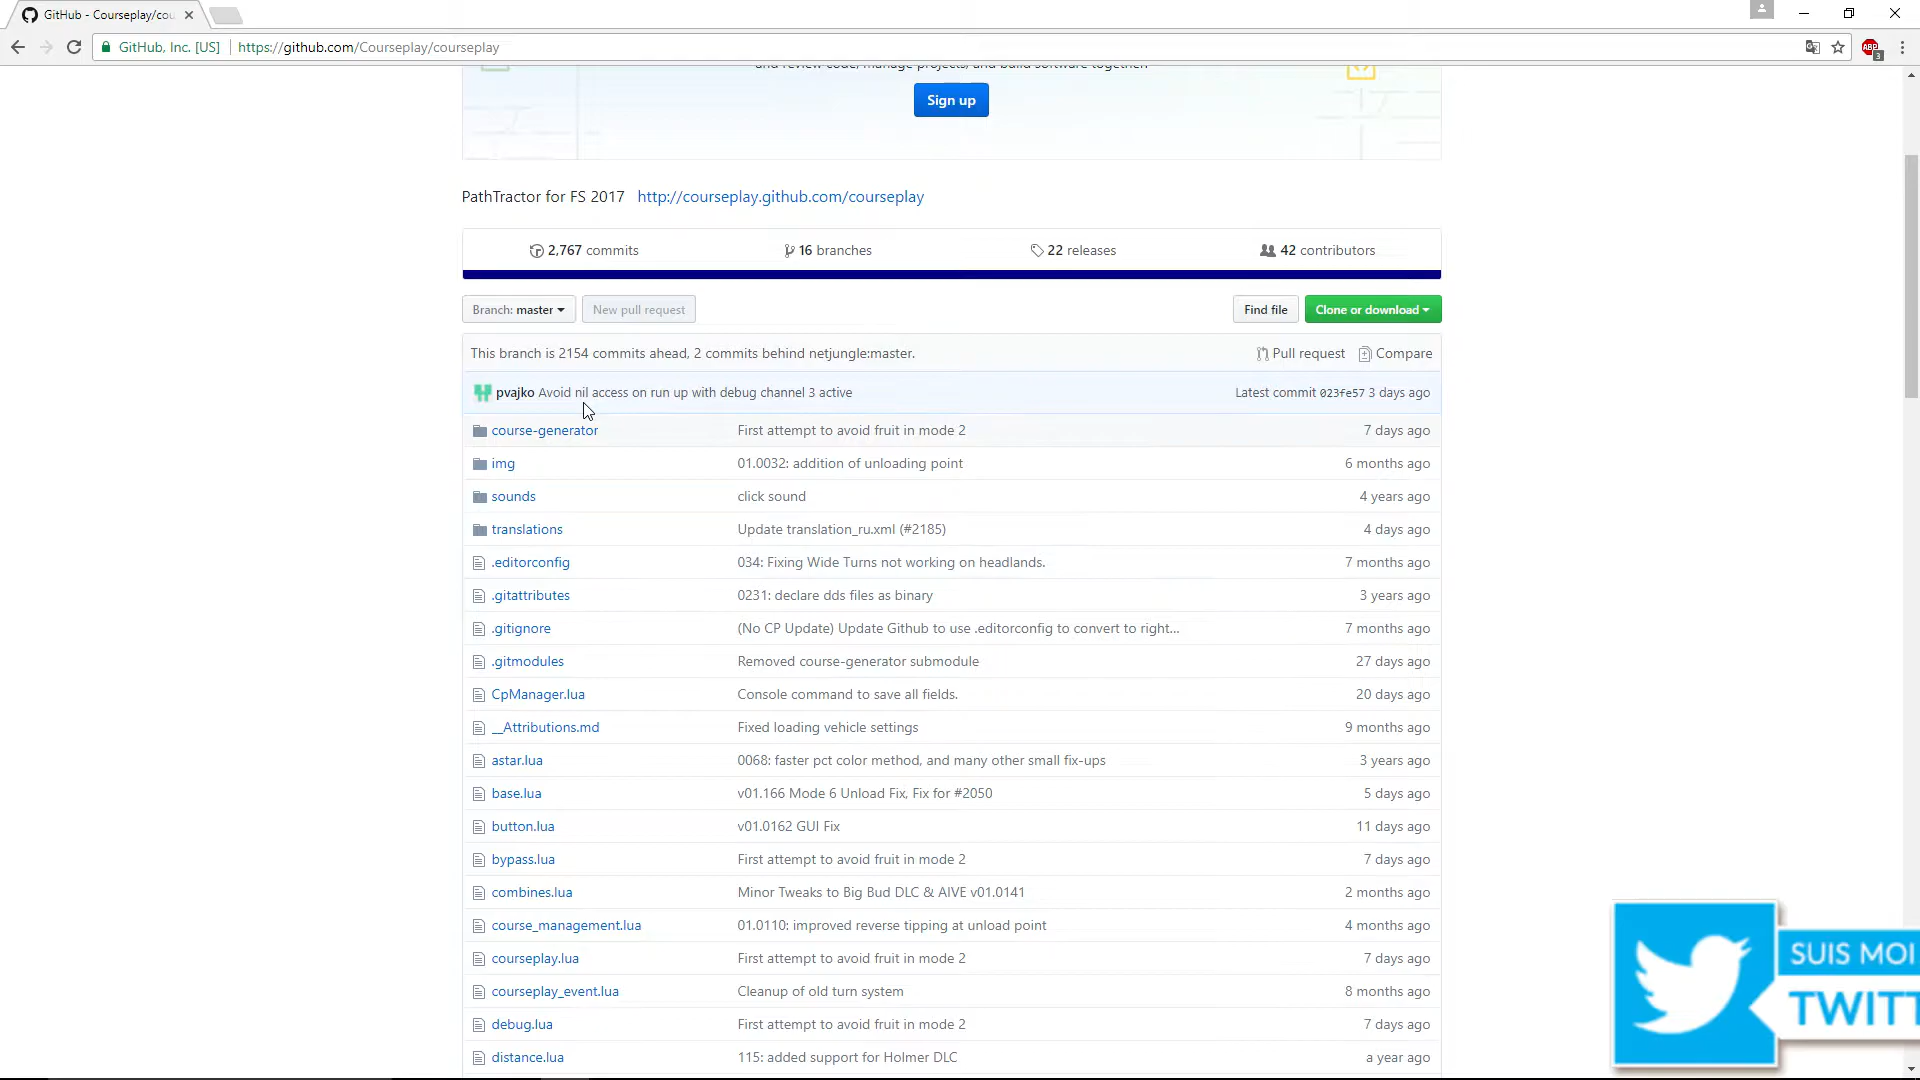 GitHub - Courseplay/cou
GitHub, Inc. [US] https://github.com/Courseplay/courseplay
ABP 3
and review code, manage projects, and build software together.
Sign up
PathTractor for FS 2017 http://courseplay.github.com/courseplay
2,767 commits 16 branches 22 releases 42 contributors
Branch: master New pull request Find file Clone or download
This branch is 2154 commits ahead, 2 commits behind netjungle:master. Pull request Compare
pvajko Avoid nil access on run up with debug channel 3 active Latest commit 023fe57 3 days ago
course-generator First attempt to avoid fruit in mode 2 7 days ago
img 01.0032: addition of unloading point 6 months ago
sounds click sound 4 years ago
translations Update translation_ru.xml (#2185) 4 days ago
.editorconfig 034: Fixing Wide Turns not working on headlands. 7 months ago
.gitattributes 0231: declare dds files as binary 3 years ago
.gitignore (No CP Update) Update Github to use .editorconfig to convert to right... 7 months ago
.gitmodules Removed course-generator submodule 27 days ago
CpManager.lua Console command to save all fields. 20 days ago
__Attributions.md Fixed loading vehicle settings 9 months ago
astar.lua 0068: faster pct color method, and many other small fix-ups 3 years ago
base.lua v01.166 Mode 6 Unload Fix, Fix for #2050 5 days ago
button.lua v01.0162 GUI Fix 11 days ago
bypass.lua First attempt to avoid fruit in mode 2 7 days ago
combines.lua Minor Tweaks to Big Bud DLC & AIVE v01.0141 2 months ago
course_management.lua 01.0110: improved reverse tipping at unload point 4 months ago
courseplay.lua First attempt to avoid fruit in mode 2 7 days ago
courseplay_event.lua Cleanup of old turn system 8 months ago
debug.lua First attempt to avoid fruit in mode 2 7 days ago
distance.lua 115: added support for Holmer DLC a year ago
SUIS MOI
TWITT